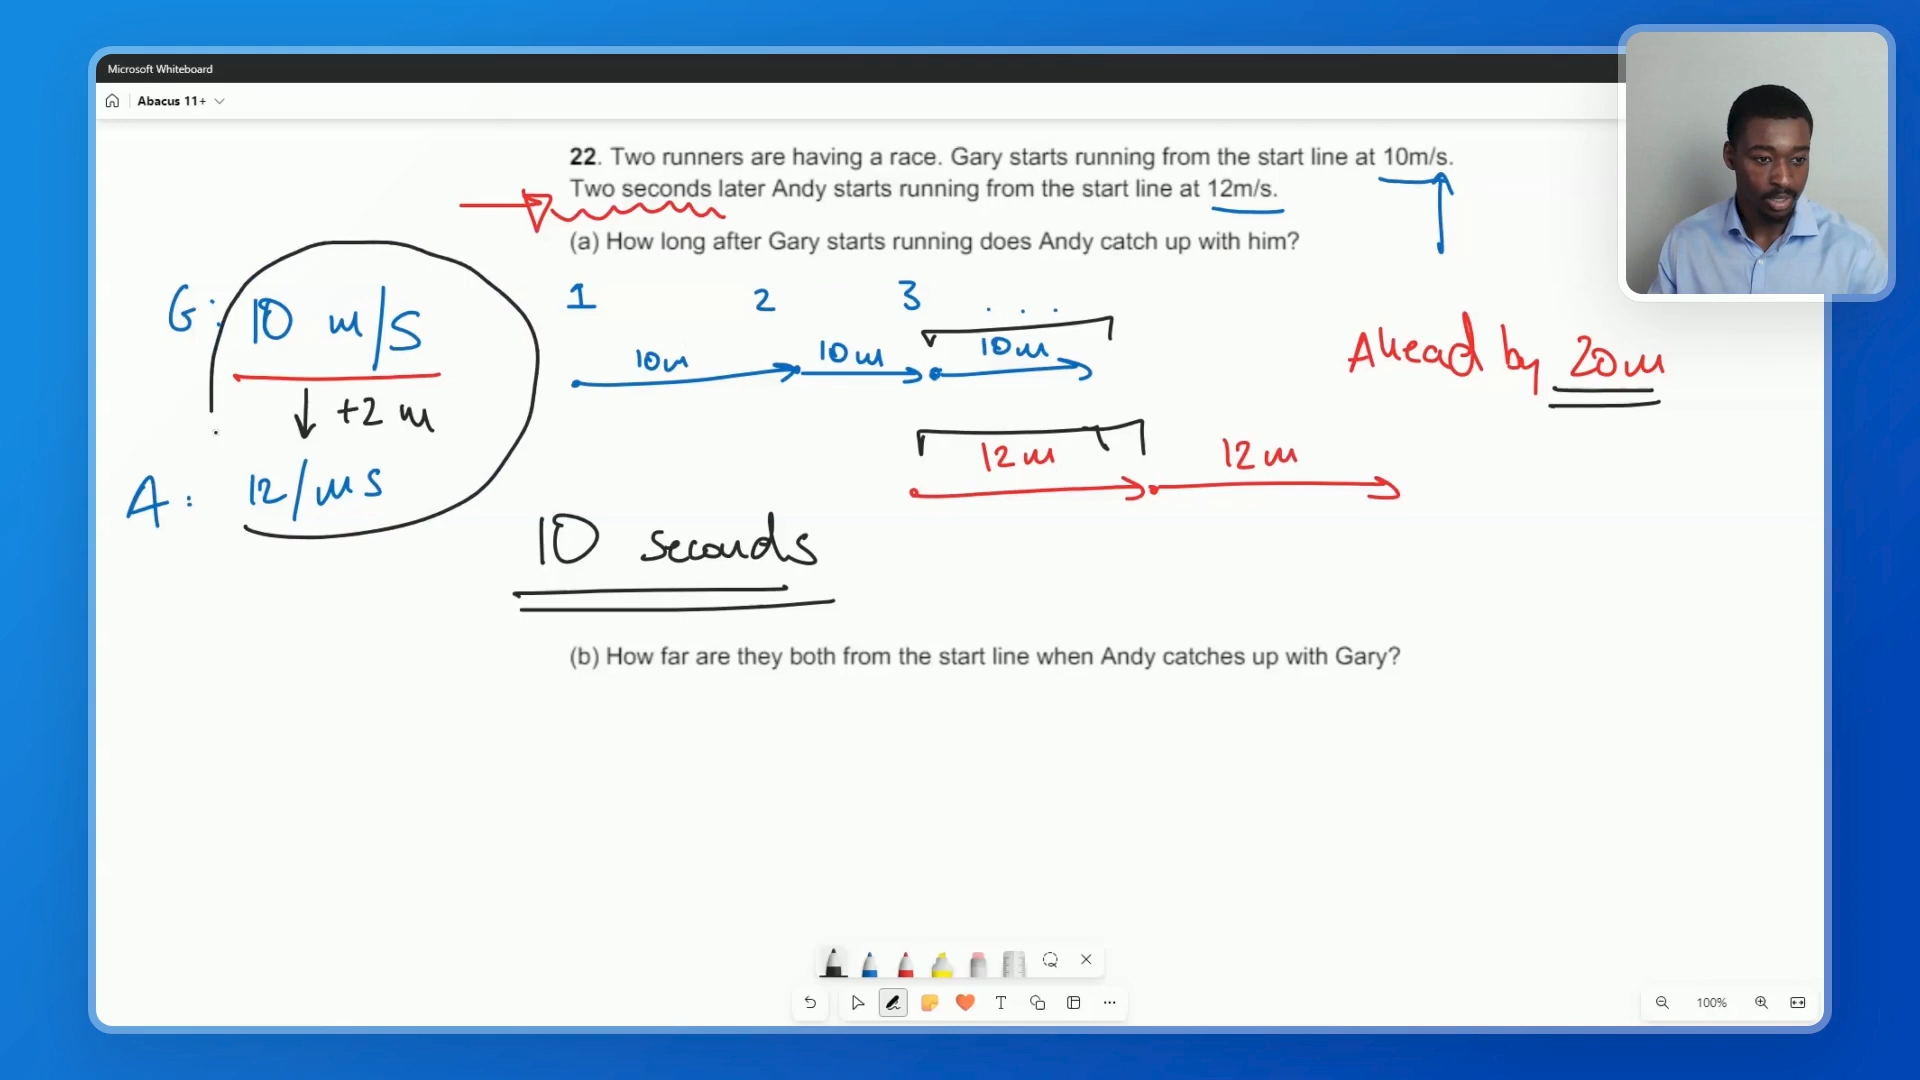 Microsoft Whiteboard
Abacus 11+
22. Two runners are having a race. Gary starts running from the start line at 10m/s.
Two seconds later Andy starts running from the start line at 12m/s.
(a) How long after Gary starts running does Andy catch up with him?
1 2 3 . . .
G: 10 m/s
10m 10m 10m
Ahead by 20m
+2 m
12m 12m
A: 12/ms
10 seconds
(b) How far are they both from the start line when Andy catches up with Gary?
100%